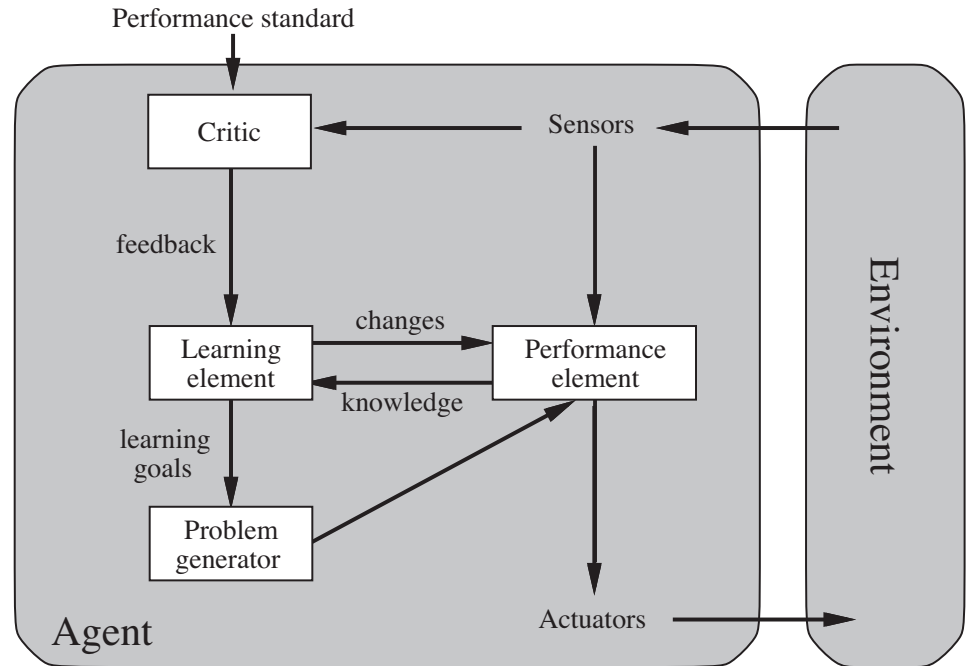 Performance standard
Critic
Sensors
feedback
Environment
changes
Learning
element
Performance
element
knowledge
learning
goals
Problem
generator
Actuators
Agent